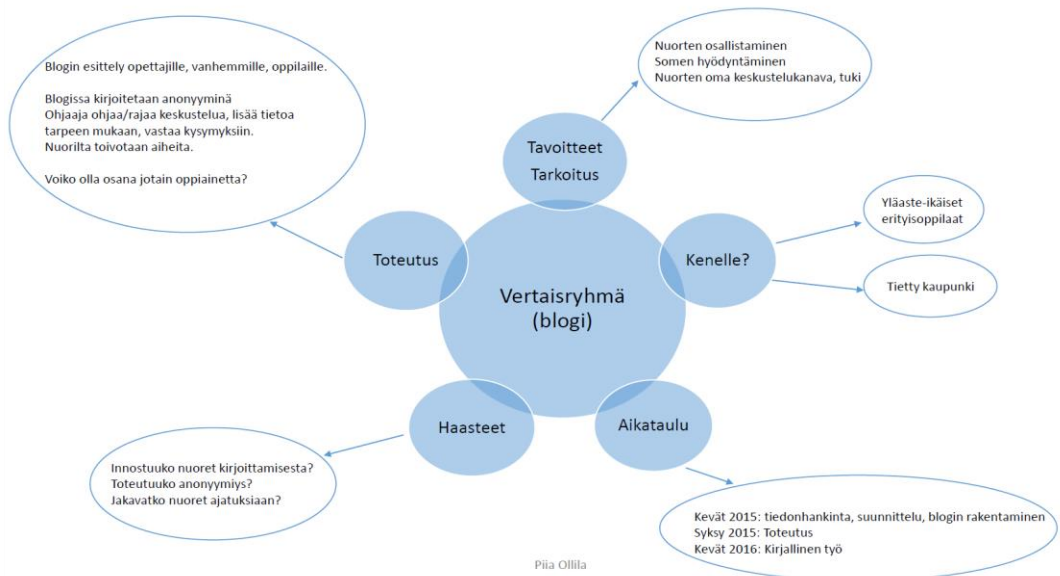 Nuorten osallistaminen
Somen hyödyntäminen
Nuorten oma keskustelukanava, tuki
Blogin esittely opettajille, vanhemmille, oppilaille.
Blogissa kirjoitetaan anonyyminä
Ohjaaja ohjaa/rajaa keskustelua, lisää tietoa
tarpeen mukaan, vastaa kysymyksiin.
Nuorilta toivotaan aiheita.
Voiko olla osana jotain oppiainetta?
Tavoitteet
Tarkoitus
Yläaste-ikäiset
erityisoppilaat
Toteutus
Kenelle?
Tietty kaupunki
Vertaisryhmä
(blogi)
Haasteet
Aikataulu
Innostuuko nuoret kirjoittamisesta?
Toteutuuko anonyymiys?
Jakavatko nuoret ajatuksiaan?
Kevät 2015: tiedonhankinta, suunnittelu, blogin rakentaminen
Syksy 2015: Toteutus
Kevät 2016: Kirjallinen työ
Piia Ollila